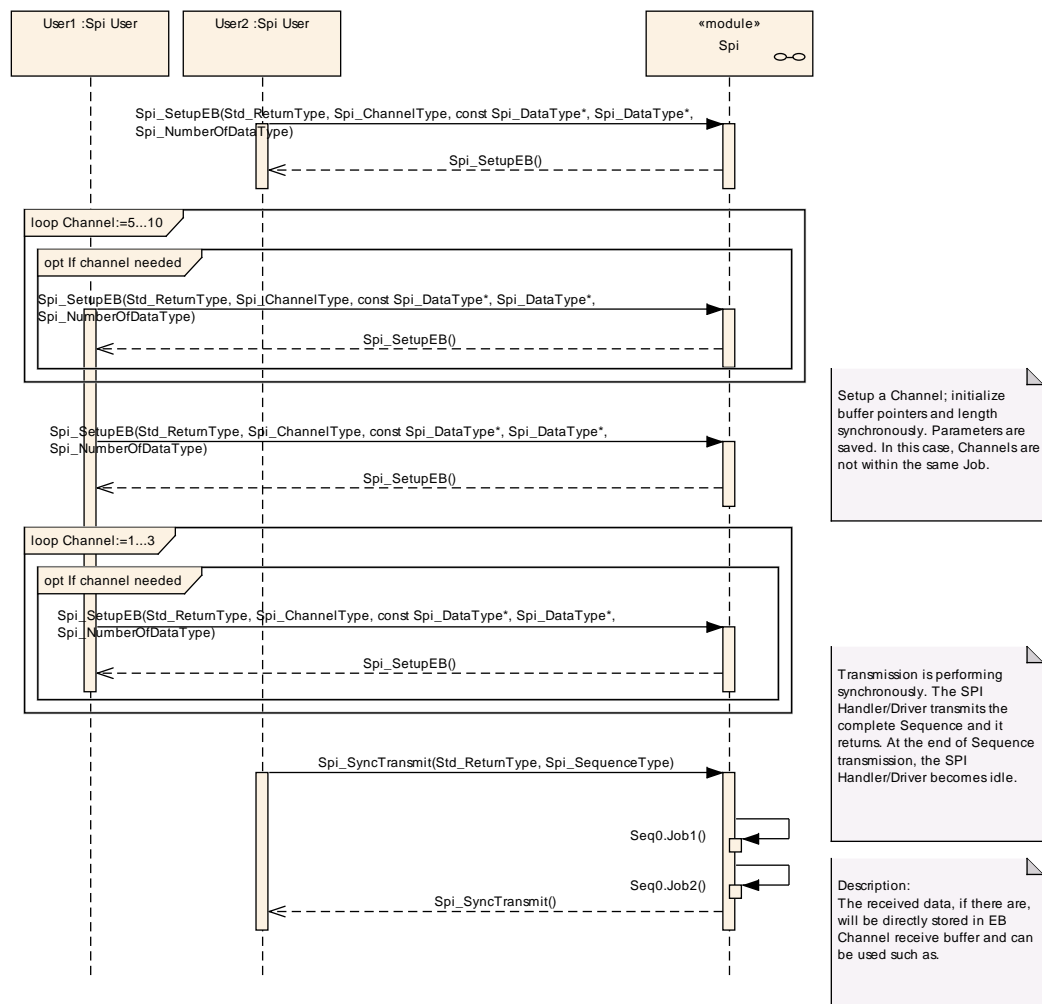 User1 :Spi User
User2 :Spi User
«module»
Spi
Spi_SetupEB(Std_ReturnType, Spi_ChannelType, const Spi_DataType*, Spi_DataType*,
Spi_NumberOfDataType)
Spi_SetupEB()
loop Channel:=5...10
opt If channel needed
Spi_SetupEB(Std_ReturnType, Spi_ChannelType, const Spi_DataType*, Spi_DataType*,
Spi_NumberOfDataType)
Spi_SetupEB()
Setup a Channel; initialize
buffer pointers and length
synchronously. Parameters are
saved. In this case, Channels are
not within the same Job.
Spi_SetupEB(Std_ReturnType, Spi_ChannelType, const Spi_DataType*, Spi_DataType*,
Spi_NumberOfDataType)
Spi_SetupEB()
loop Channel:=1...3
opt If channel needed
Spi_SetupEB(Std_ReturnType, Spi_ChannelType, const Spi_DataType*, Spi_DataType*,
Spi_NumberOfDataType)
Spi_SetupEB()
Transmission is performing
synchronously. The SPI
Handler/Driver transmits the
complete Sequence and it
returns. At the end of Sequence
transmission, the SPI
Handler/Driver becomes idle.
Spi_SyncTransmit(Std_ReturnType, Spi_SequenceType)
Seq0.Job1()
Seq0.Job2()
Spi_SyncTransmit()
Description:
The received data, if there are,
will be directly stored in EB
Channel receive buffer and can
be used such as.